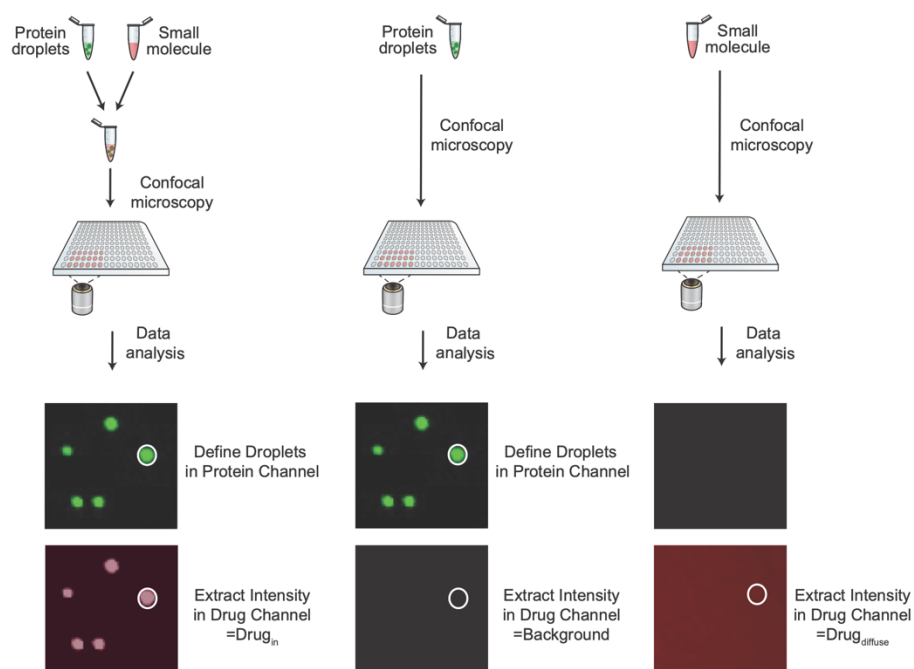 Protein
droplets
Small
molecule
Confocal
microscopy
Data
analysis
Define Droplets
in Protein Channel
Extract Intensity
in Drug Channel
=Drug_in
Protein
droplets
Confocal
microscopy
Data
analysis
Define Droplets
in Protein Channel
Extract Intensity
in Drug Channel
=Background
Small
molecule
Confocal
microscopy
Data
analysis
Extract Intensity
in Drug Channel
=Drug_diffuse